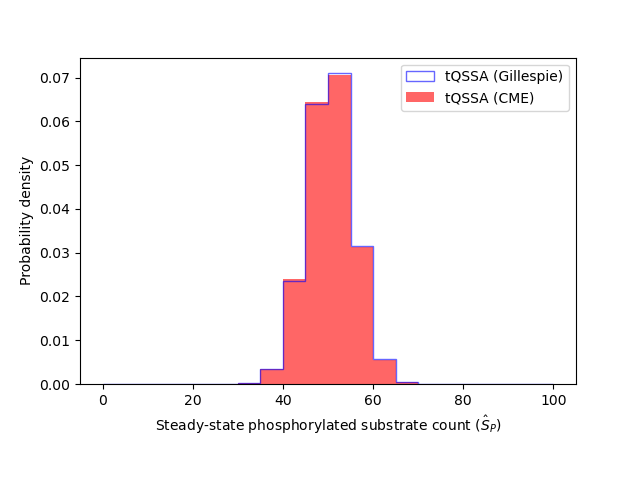 tQSSA (Gillespie)
tQSSA (CME)
Probability density
0.07
0.06
0.05
0.04
0.03
0.02
0.01
0.00
0 20 40 60 80 100
Steady-state phosphorylated substrate count (Ŝ_P)